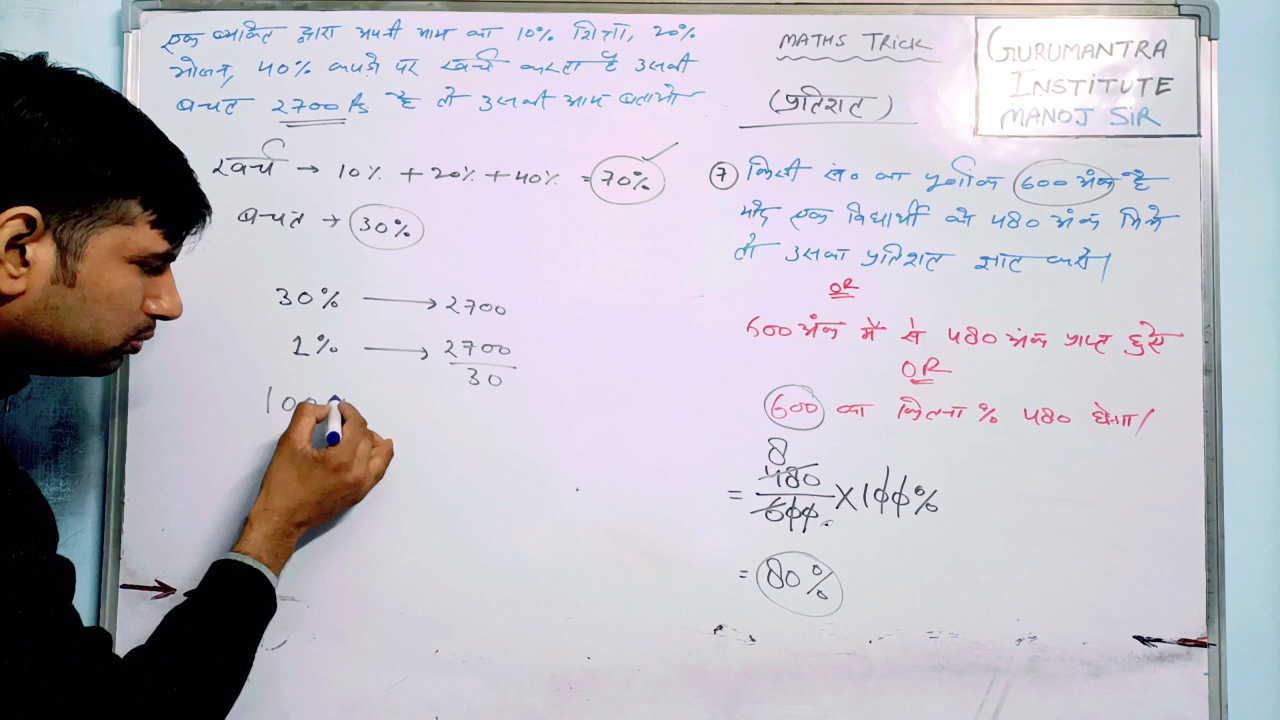 एक व्यक्ति द्वारा अपनी आय का 10% शिक्षा, 20%
भोजन, 40% कपड़े पर खर्च करता है उसकी
बचत 2700 Rs है तो उसकी आय बताओ
खर्च → 10% + 20% + 40% = 70%
बचत → 30%
30% → 2700
1% → 2700
30
100%
MATHS TRICK
(प्रतिशत)
GURUMANTRA
INSTITUTE
MANOJ SIR
7 किसी सं० का पूर्णांक 600 अंक है
यदि एक विद्यार्थी को 480 अंक मिले
तो उसका प्रतिशत ज्ञात करो।
OR
600 अंक में से 480 अंक प्राप्त हुए
OR
600 का कितना % 480 होगा।
8
= 480 × 100%
600
= 80%